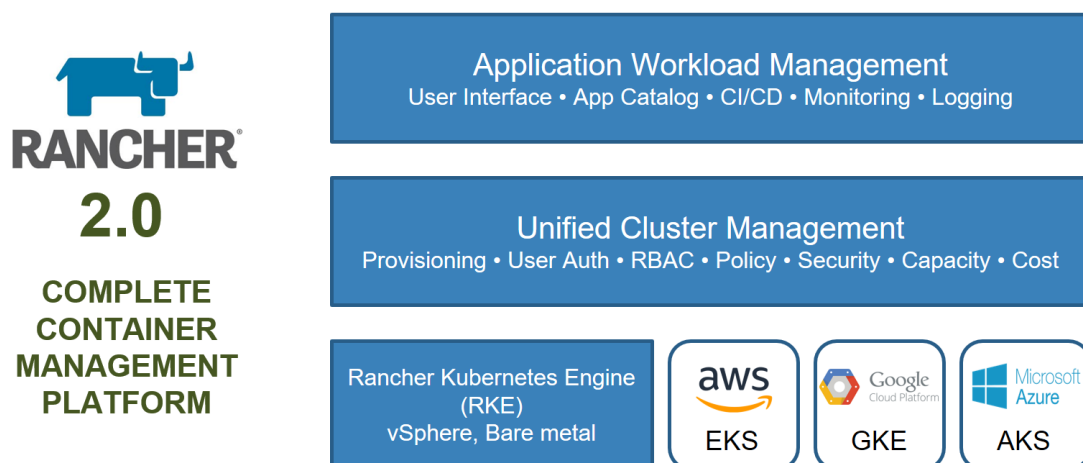 RANCHER®
2.0
COMPLETE
CONTAINER
MANAGEMENT
PLATFORM
Application Workload Management
User Interface • App Catalog • CI/CD • Monitoring • Logging
Unified Cluster Management
Provisioning • User Auth • RBAC • Policy • Security • Capacity • Cost
Rancher Kubernetes Engine
(RKE)
vSphere, Bare metal
aws
EKS
Google
Cloud Platform
GKE
Microsoft
Azure
AKS